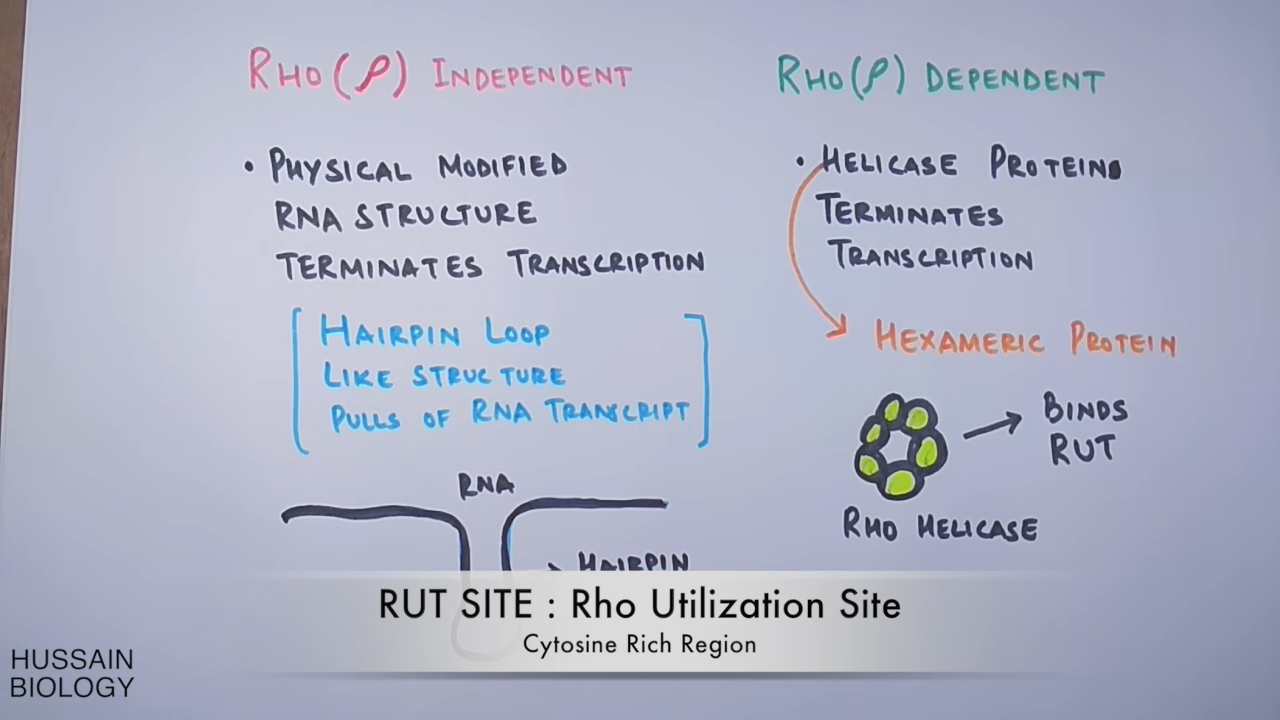 RHO (ρ) INDEPENDENT
• PHYSICAL MODIFIED
RNA STRUCTURE
TERMINATES TRANSCRIPTION
HAIRPIN LOOP
LIKE STRUCTURE
PULLS OF RNA TRANSCRIPT
RNA
HAIRPIN
RHO (ρ) DEPENDENT
• HELICASE PROTEIN
TERMINATES
TRANSCRIPTION
HEXAMERIC PROTEIN
BINDS
RUT
RHO HELICASE
RUT SITE : Rho Utilization Site
Cytosine Rich Region
HUSSAIN
BIOLOGY